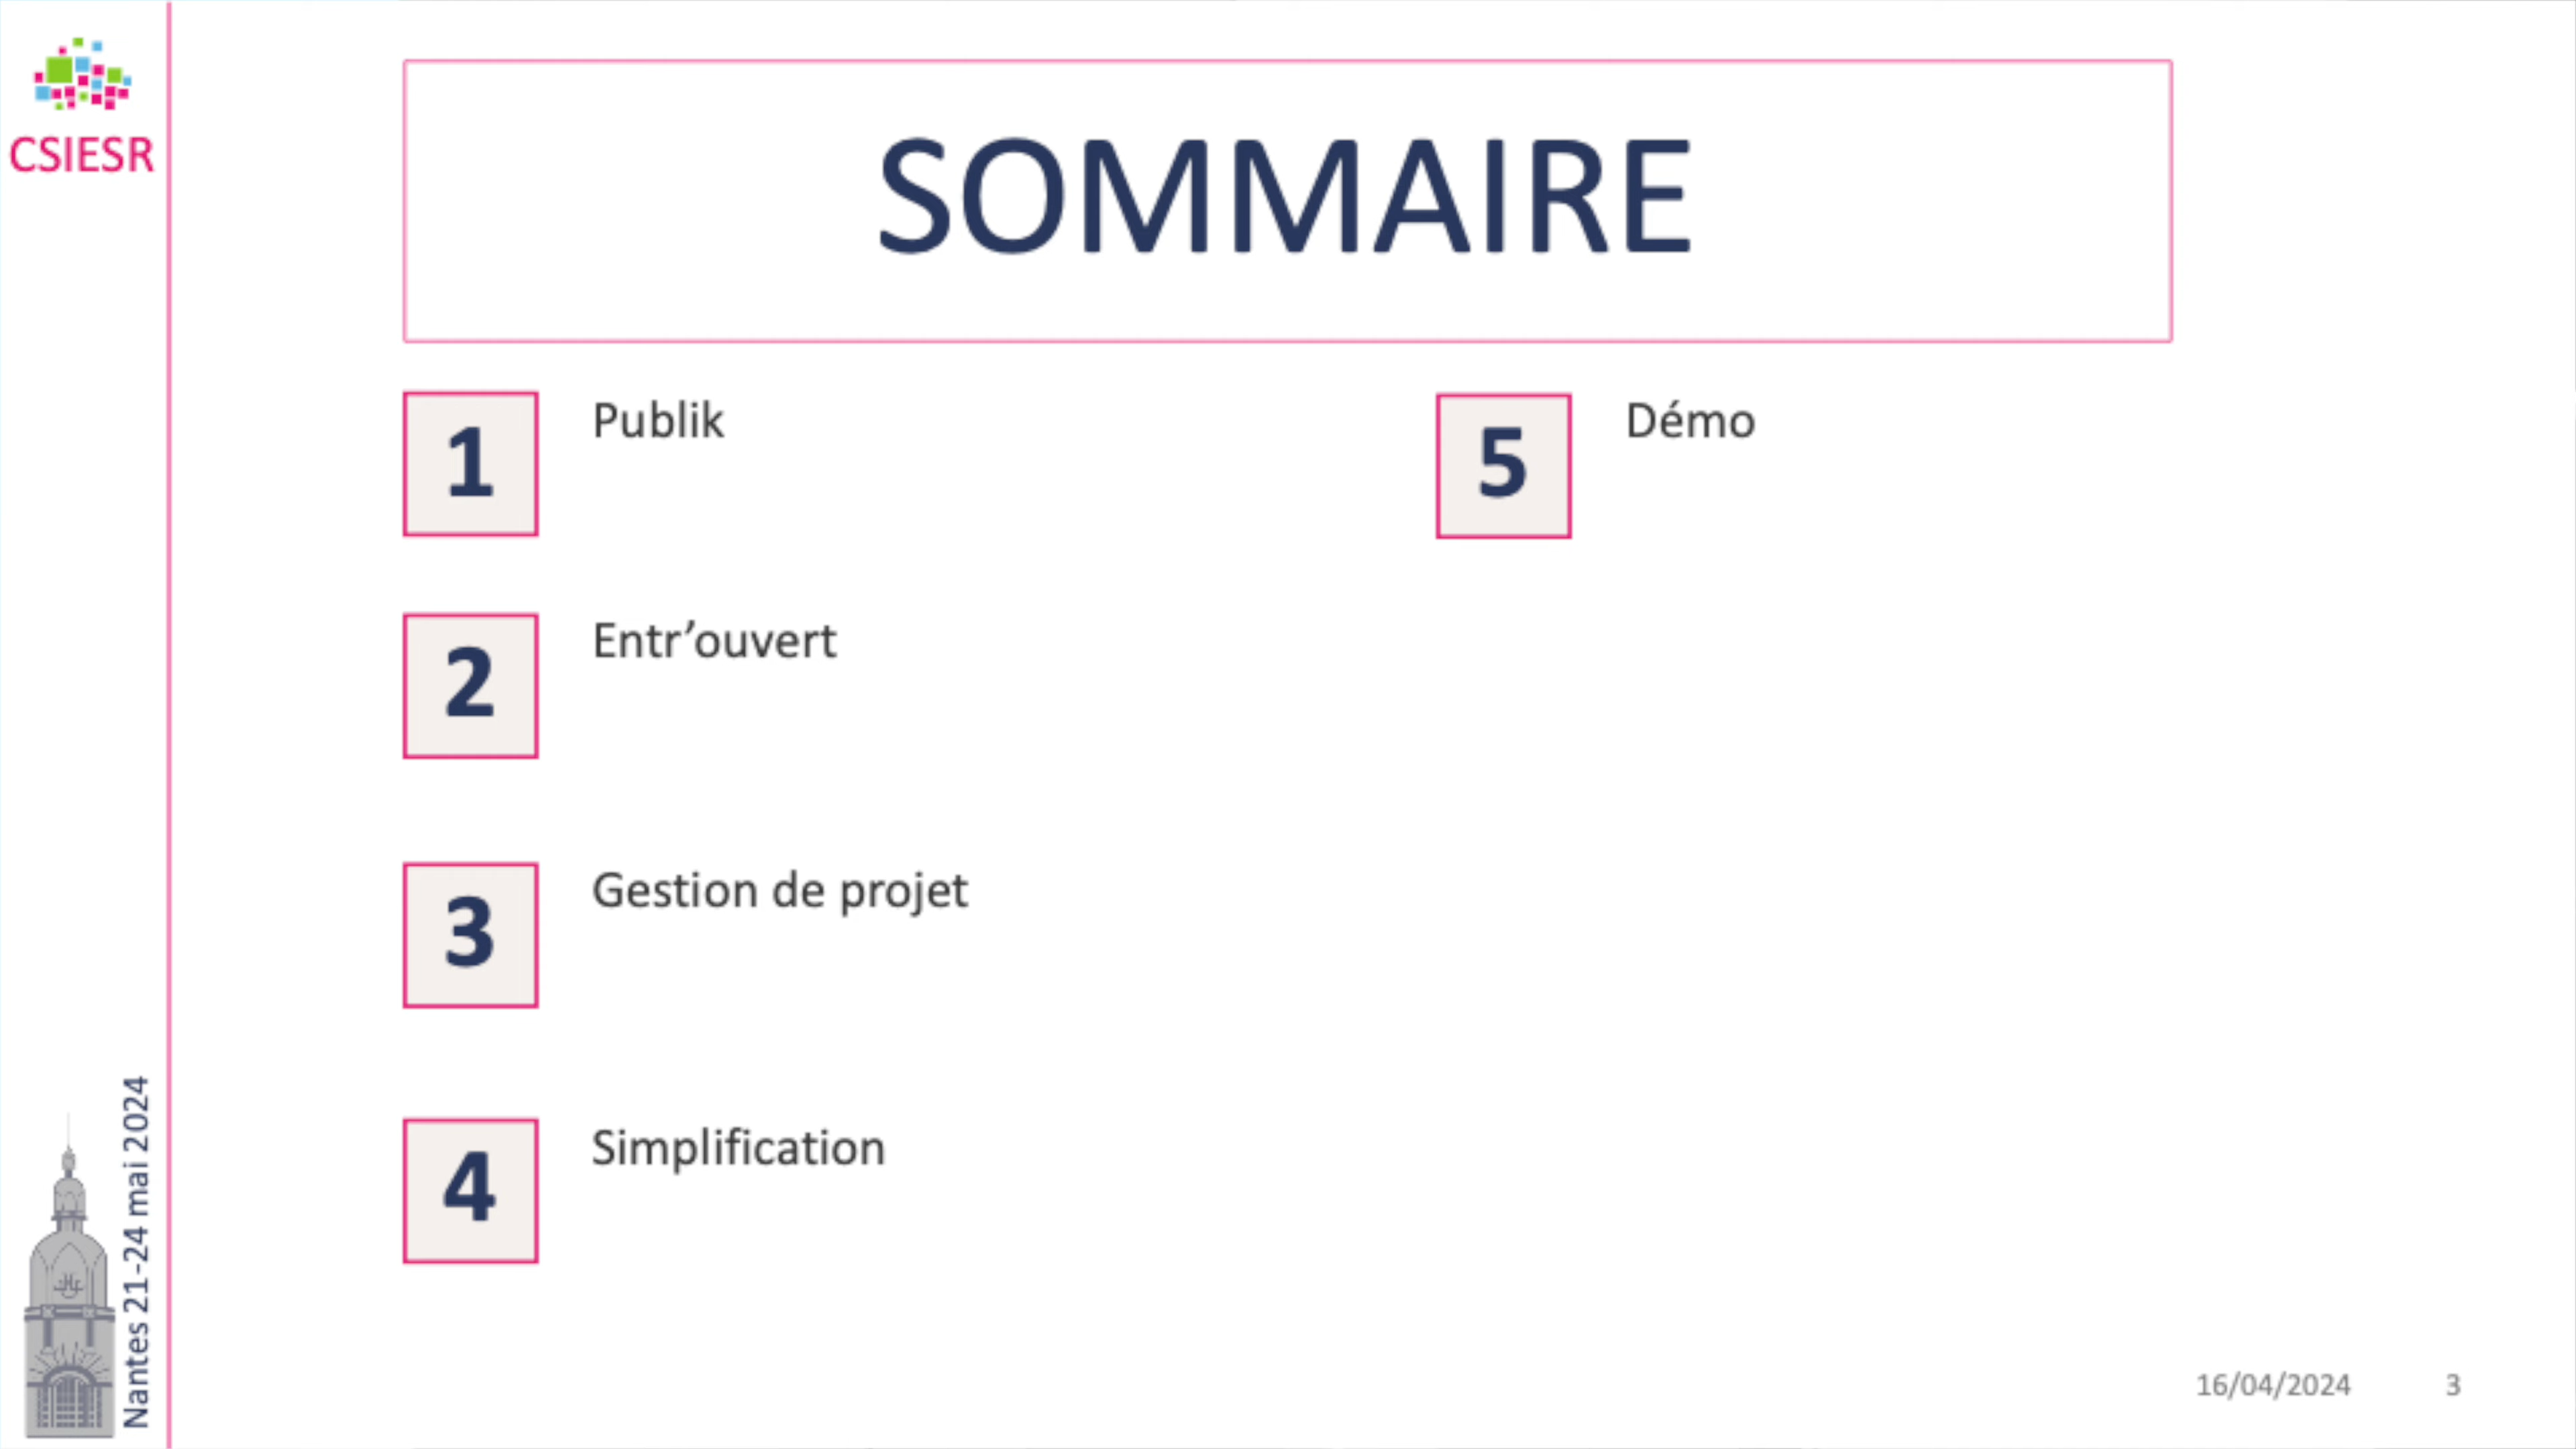 CSIESR
SOMMAIRE
1
Publik
2
Entr’ouvert
3
Gestion de projet
4
Simplification
5
Démo
Nantes 21-24 mai 2024
16/04/2024
3